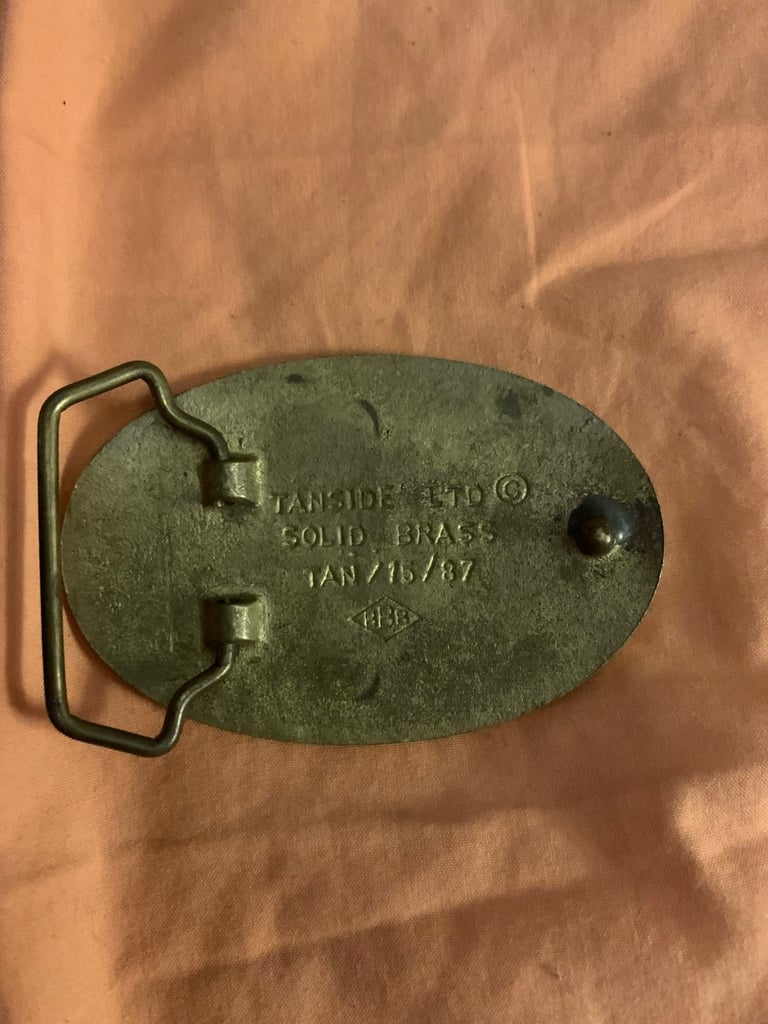 TANSIDE LTD ©
SOLID BRASS
TAN/15/87
BBB